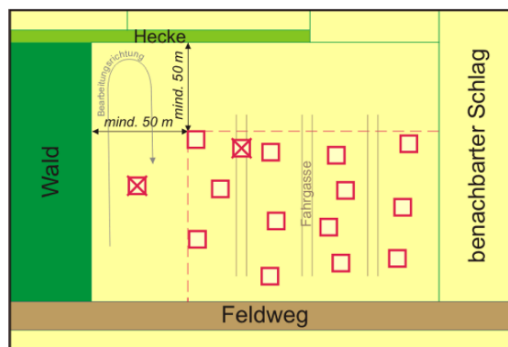 Hecke
Bearbeitungsrichtung
mind. 50 m
mind. 50 m
Wald
Fahrgasse
benachbarter Schlag
Feldweg